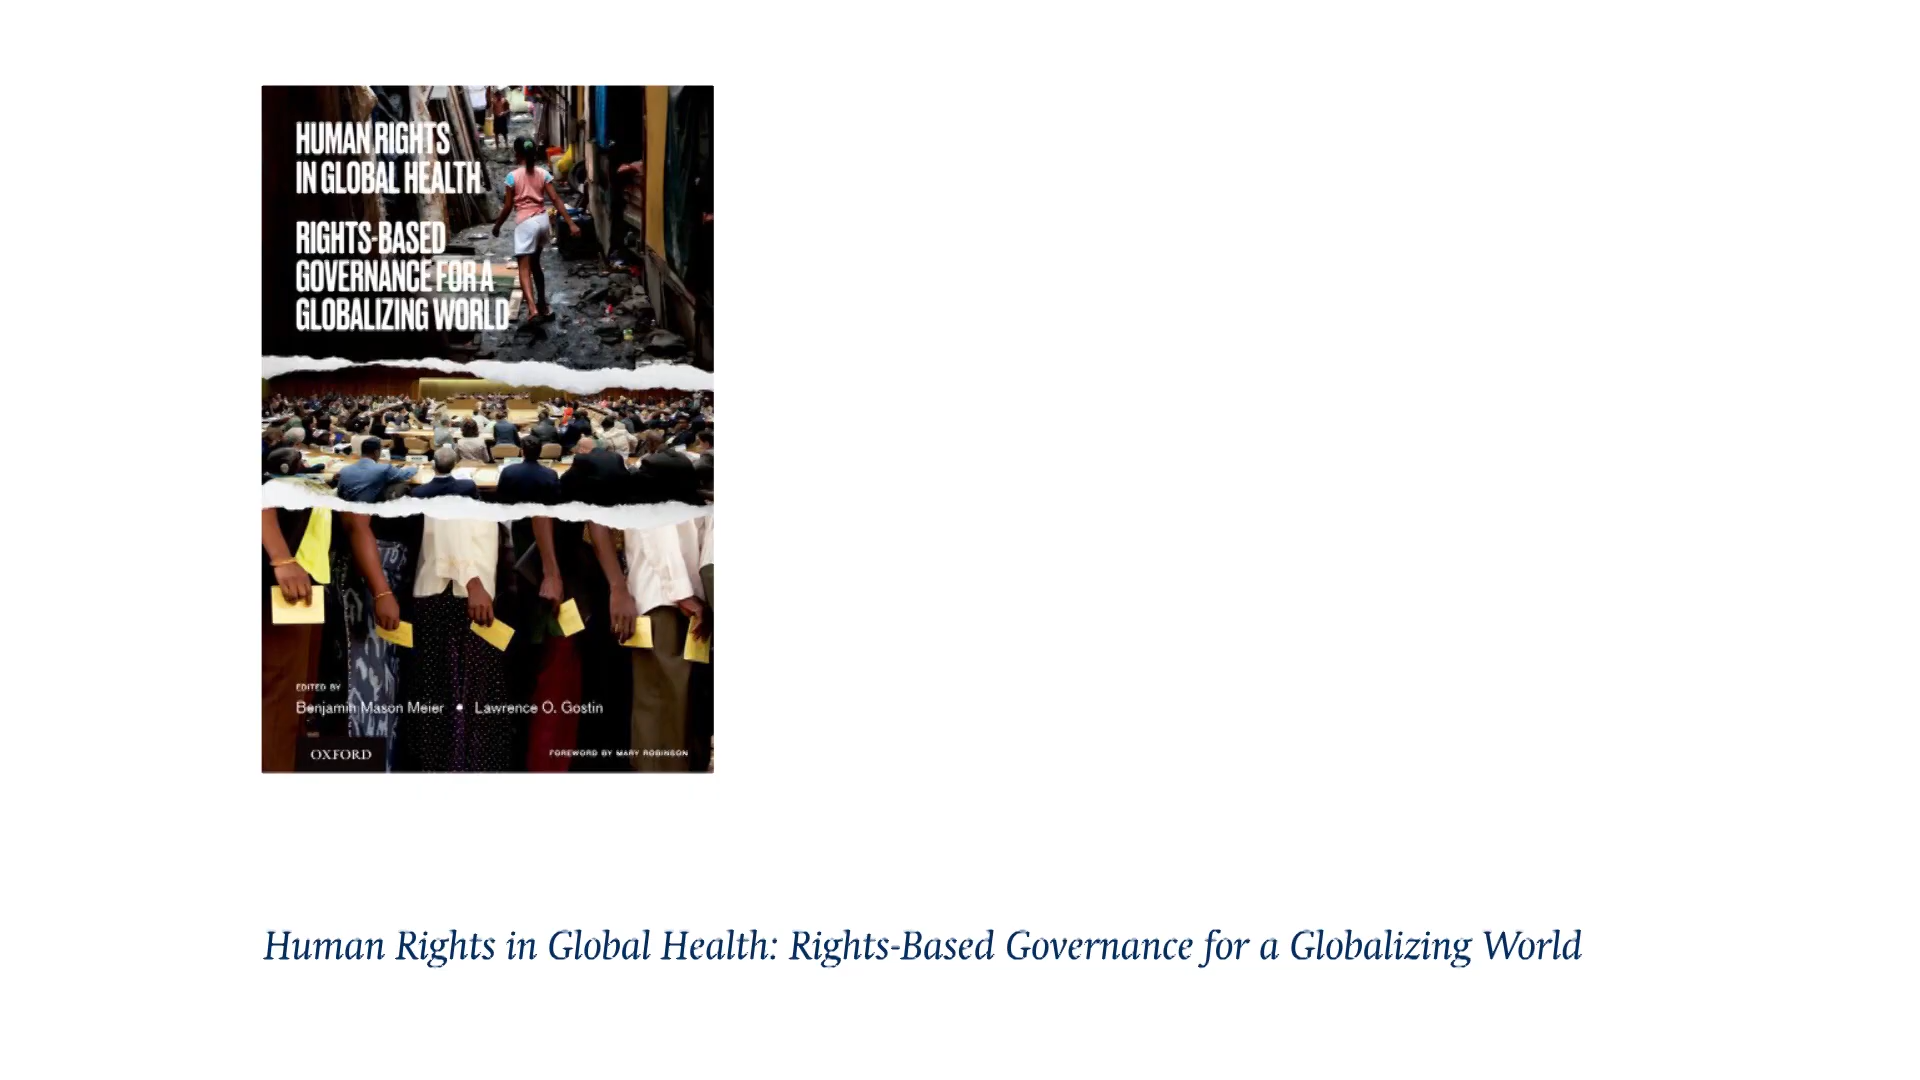 HUMAN RIGHTS
IN GLOBAL HEALTH
RIGHTS-BASED
GOVERNANCE FOR A
GLOBALIZING WORLD
EDITED BY
Benjamin Mason Meier • Lawrence O. Gostin
OXFORD
FOREWORD BY MARY ROBINSON
Human Rights in Global Health: Rights-Based Governance for a Globalizing World